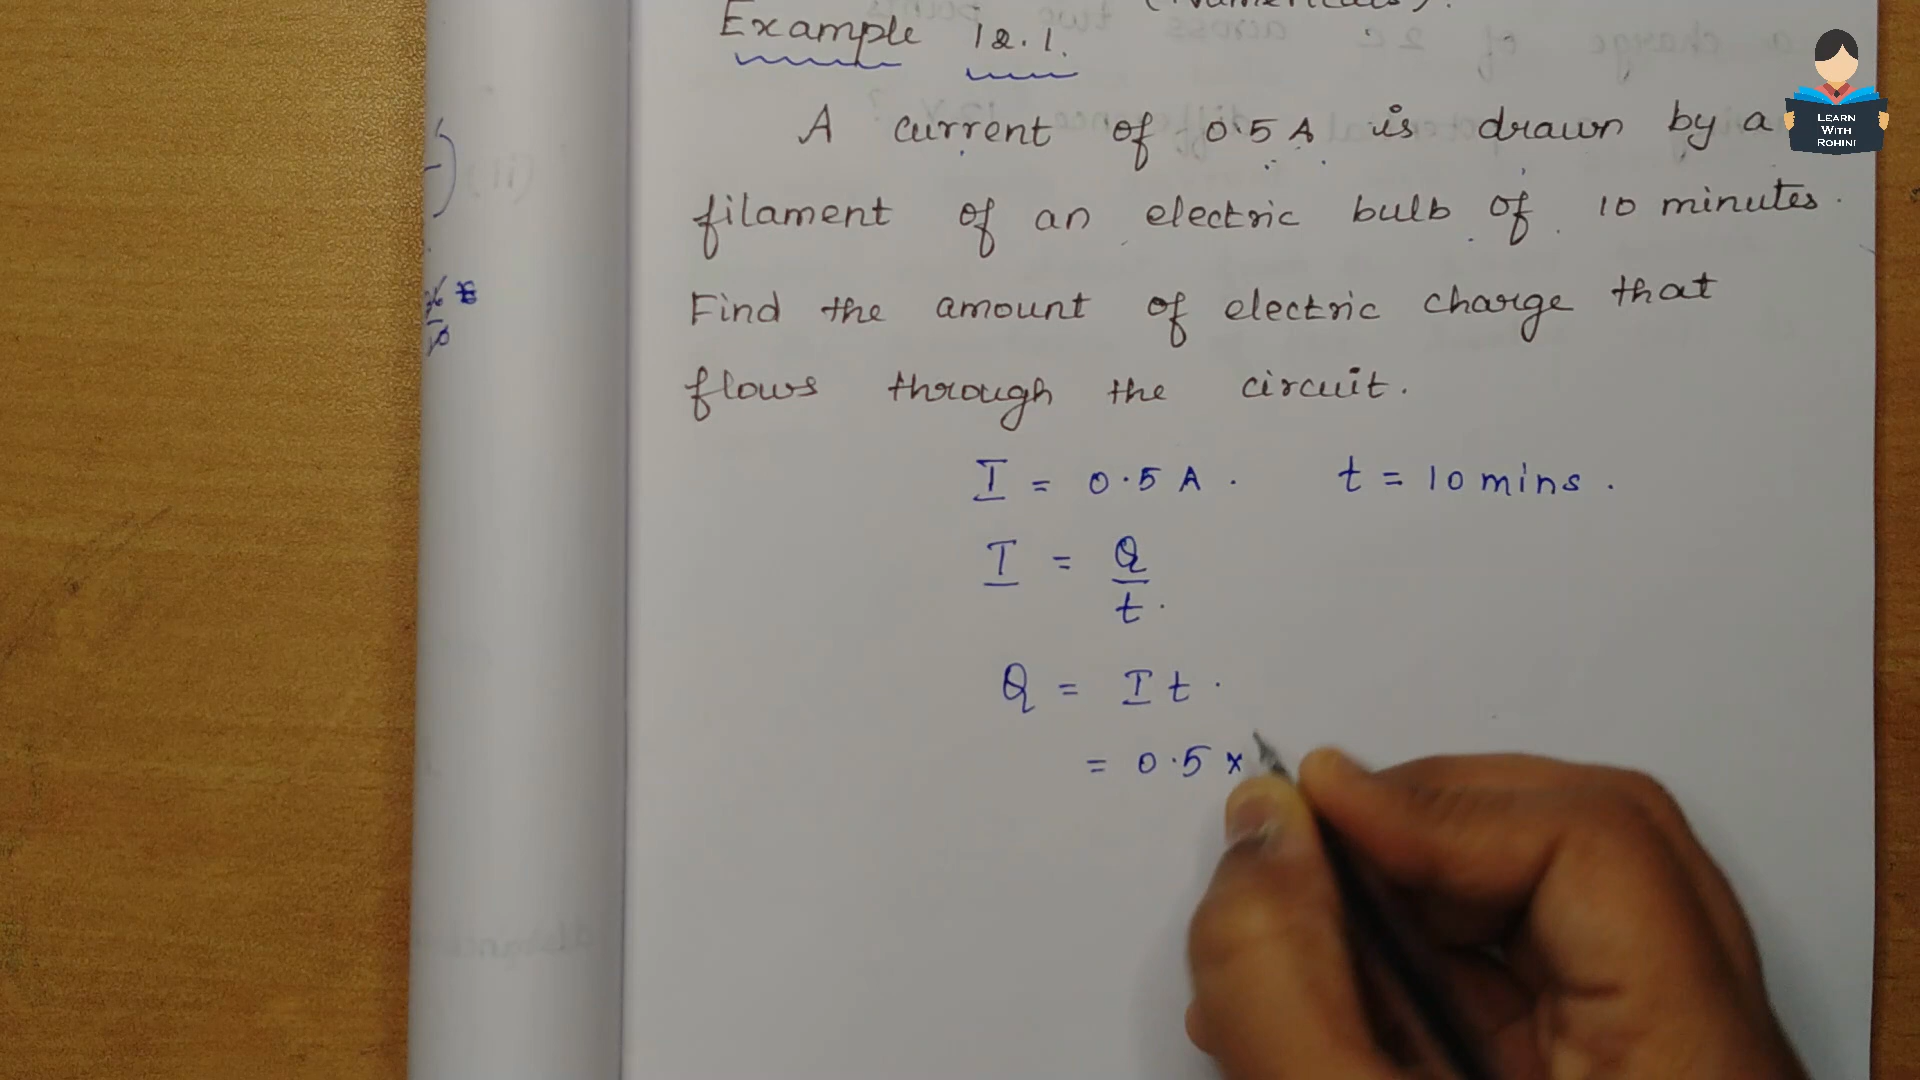 (Numericals).
Example 12.1.
A current of 0.5 A is drawn by a
filament of an electric bulb of 10 minutes.
Find the amount of electric charge that
flows through the circuit.
I = 0.5 A. t = 10 mins.
I = Q
t.
Q = It.
= 0.5 ×
LEARN
WITH
ROHINI